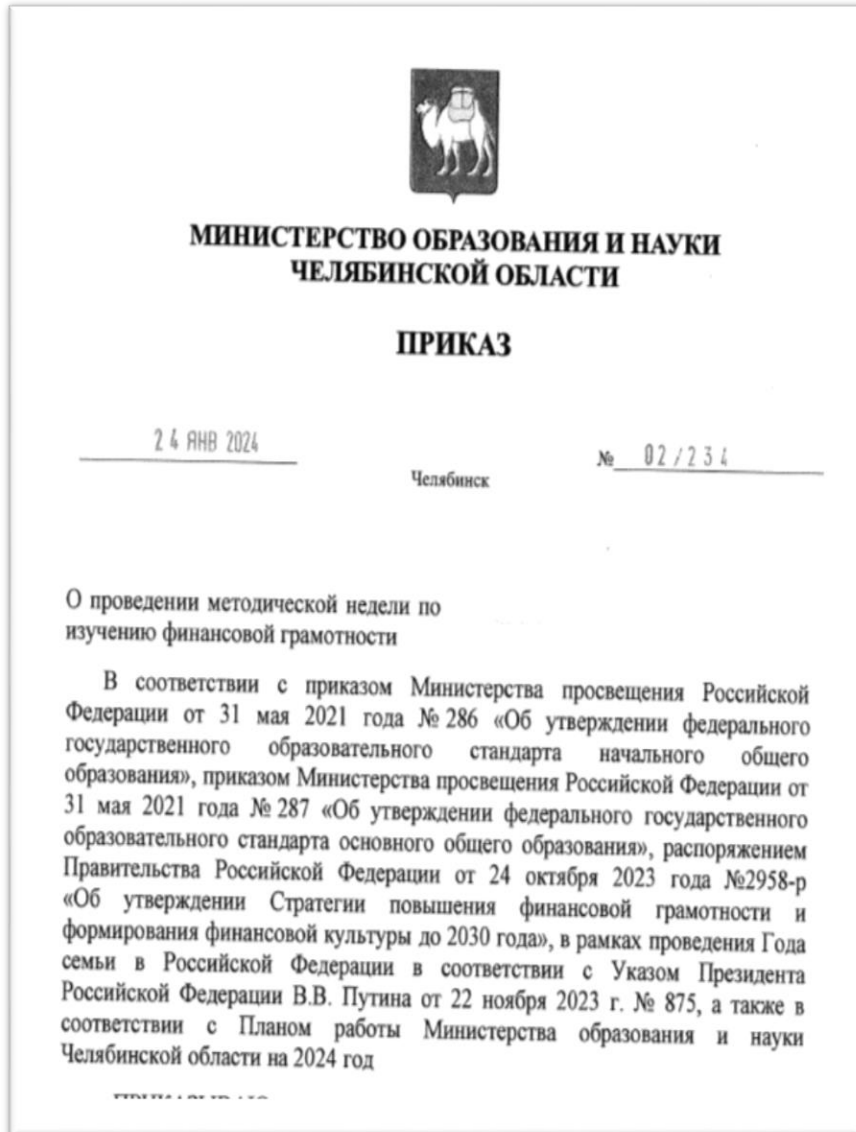 МИНИСТЕРСТВО ОБРАЗОВАНИЯ И НАУКИ
ЧЕЛЯБИНСКОЙ ОБЛАСТИ
ПРИКАЗ
24 ЯНВ 2024
№ 02/234
Челябинск
О проведении методической недели по
изучению финансовой грамотности
В соответствии с приказом Министерства просвещения Российской
Федерации от 31 мая 2021 года № 286 «Об утверждении федерального
государственного образовательного стандарта начального общего
образования», приказом Министерства просвещения Российской Федерации от
31 мая 2021 года № 287 «Об утверждении федерального государственного
образовательного стандарта основного общего образования», распоряжением
Правительства Российской Федерации от 24 октября 2023 года №2958-р
«Об утверждении Стратегии повышения финансовой грамотности и
формирования финансовой культуры до 2030 года», в рамках проведения Года
семьи в Российской Федерации в соответствии с Указом Президента
Российской Федерации В.В. Путина от 22 ноября 2023 г. № 875, а также в
соответствии с Планом работы Министерства образования и науки
Челябинской области на 2024 год